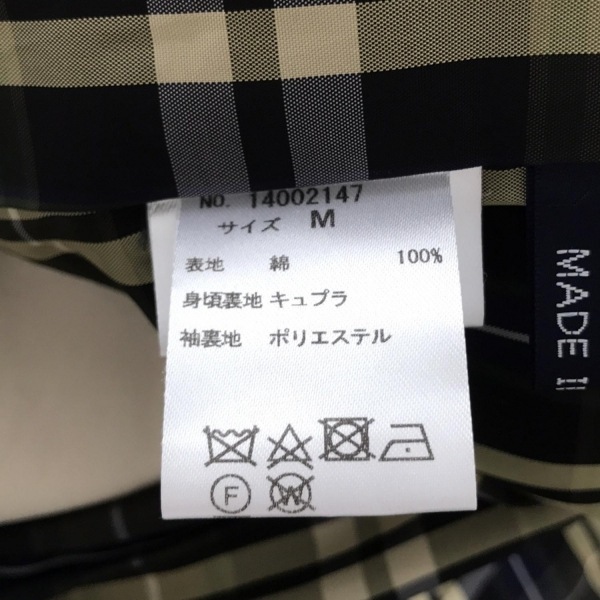 NO. 14002147
サイズ M
表地 綿 100%
身頃裏地 キュプラ
袖裏地 ポリエステル
F
W
MADE